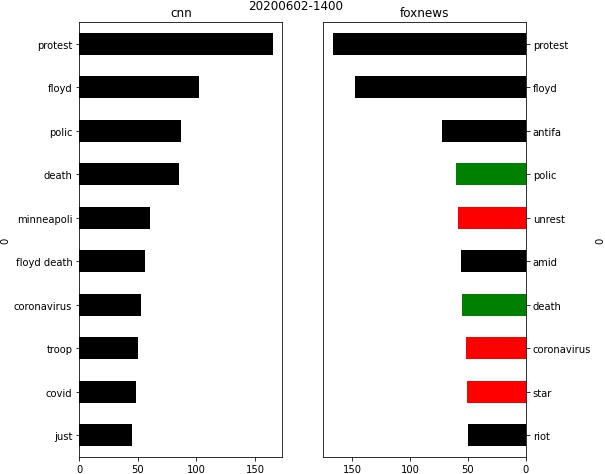 20200602-1400
cnn
foxnews
protest
floyd
polic
death
minneapoli
floyd death
coronavirus
troop
covid
just
0
0 50 100 150
protest
floyd
antifa
polic
unrest
amid
death
coronavirus
star
riot
0
150 100 50 0